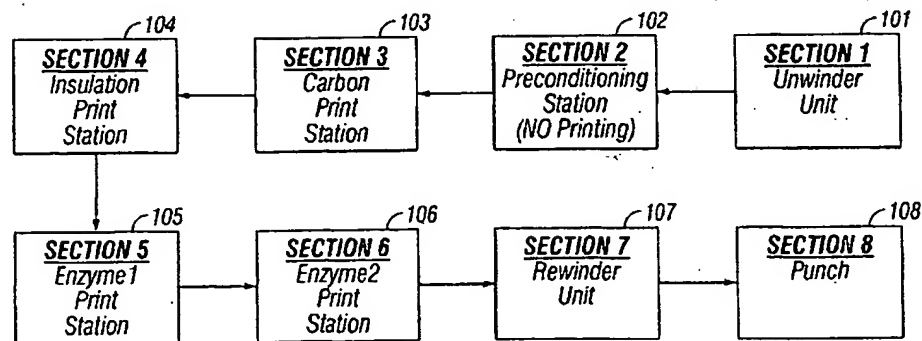 104
103
102
101
SECTION 4
Insulation
Print
Station
SECTION 3
Carbon
Print
Station
SECTION 2
Preconditioning
Station
(NO Printing)
SECTION 1
Unwinder
Unit
105
106
107
108
SECTION 5
Enzyme1
Print
Station
SECTION 6
Enzyme2
Print
Station
SECTION 7
Rewinder
Unit
SECTION 8
Punch